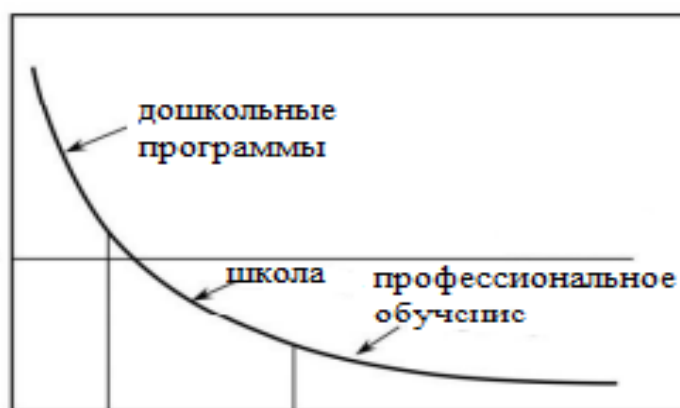 дошкольные
программы
школа
профессиональное
обучение